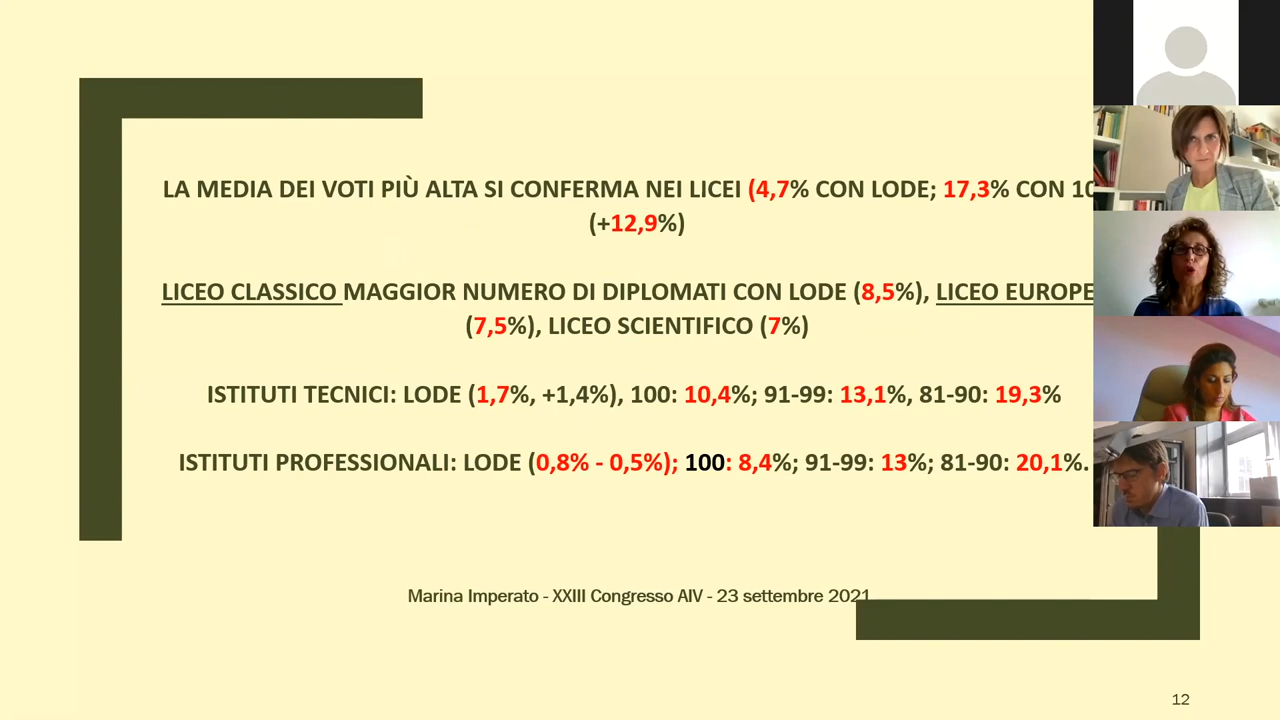 LA MEDIA DEI VOTI PIÙ ALTA SI CONFERMA NEI LICEI (4,7% CON LODE; 17,3% CON
(+12,9%)
LICEO CLASSICO MAGGIOR NUMERO DI DIPLOMATI CON LODE (8,5%), LICEO
(7,5%), LICEO SCIENTIFICO (7%)
ISTITUTI TECNICI: LODE (1,7%, +1,4%), 100: 10,4%; 91-99: 13,1%, 81-90: 19,3%
ISTITUTI PROFESSIONALI: LODE (0,8% - 0,5%); 100: 8,4%; 91-99: 13%; 81-90: 20,1%.
Marina Imperato - XXIII Congresso AIV - 23 settembre 2021
12